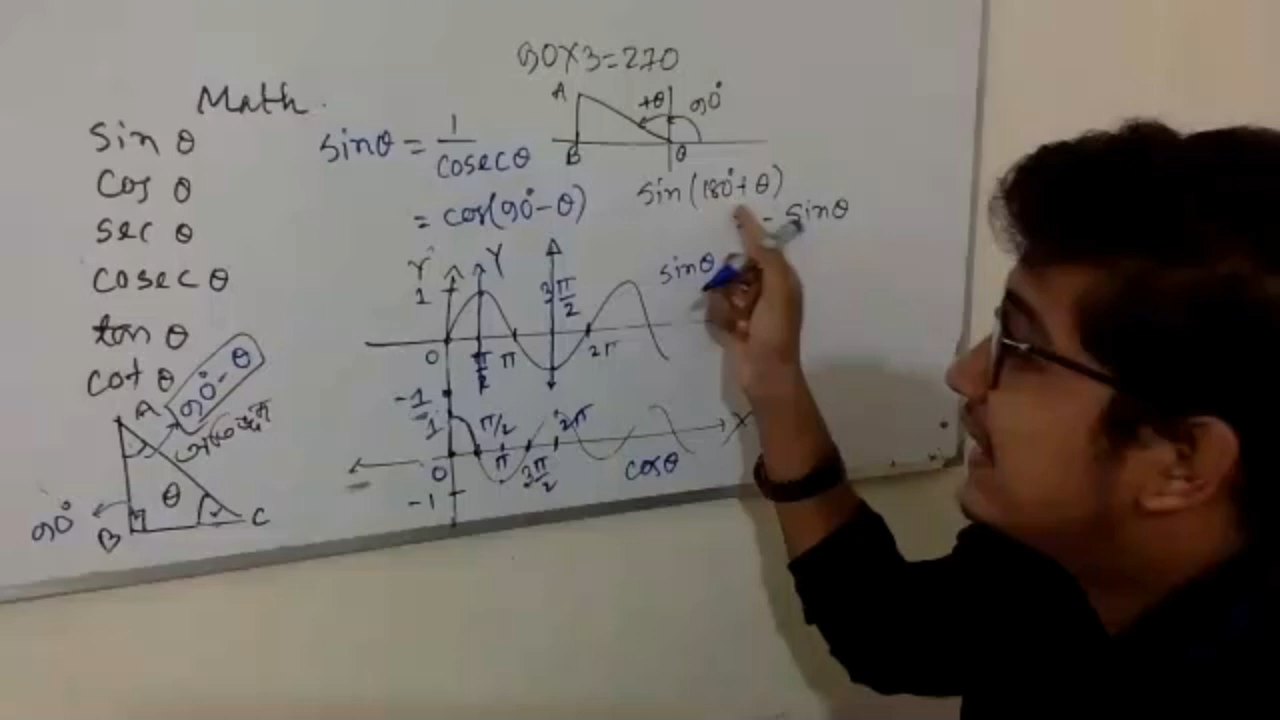 Math.
sin θ
cos θ
sec θ
cosec θ
tan θ
cot θ
90×3=270
A
+θ
90°
B
θ
sinθ = 1/cosecθ
= cos(90°-θ)
sin(180°+θ)
- sinθ
sinθ
Y
Y
1
0
π/2
π
3π/2
2π
-1
1
0
π/2
π
3π/2
2π
X
cosθ
-1
A
90°-θ
90°
θ
B
C